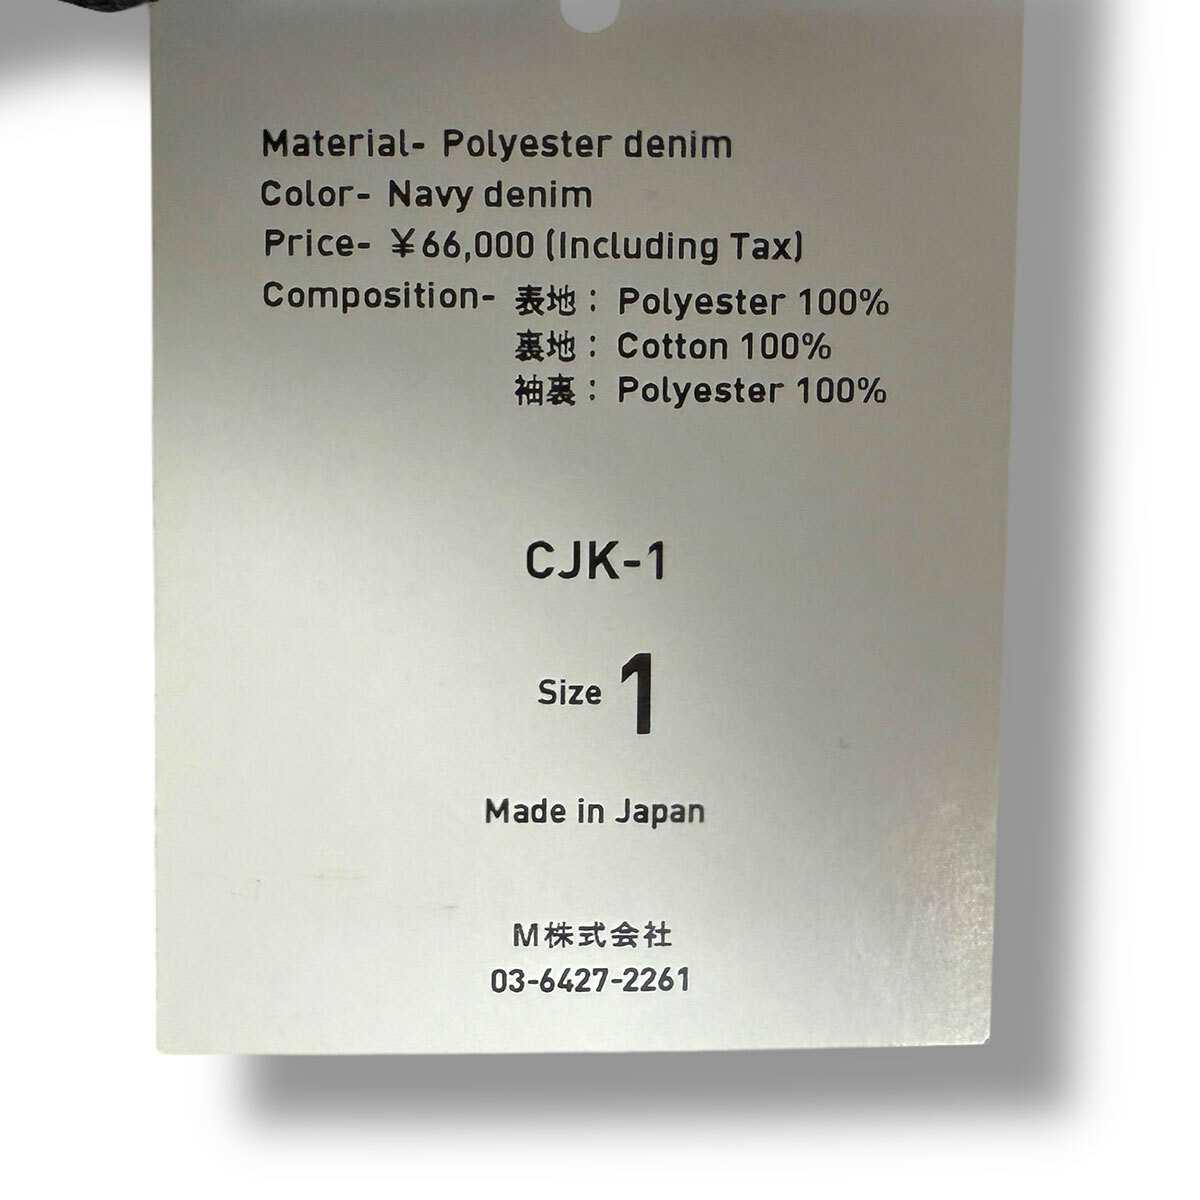 Material- Polyester denim
Color- Navy denim
Price- ￥66,000 (Including Tax)
Composition- 表地： Polyester 100%
裏地： Cotton 100%
袖裏： Polyester 100%
CJK-1
Size 1
Made in Japan
M株式会社
03-6427-2261